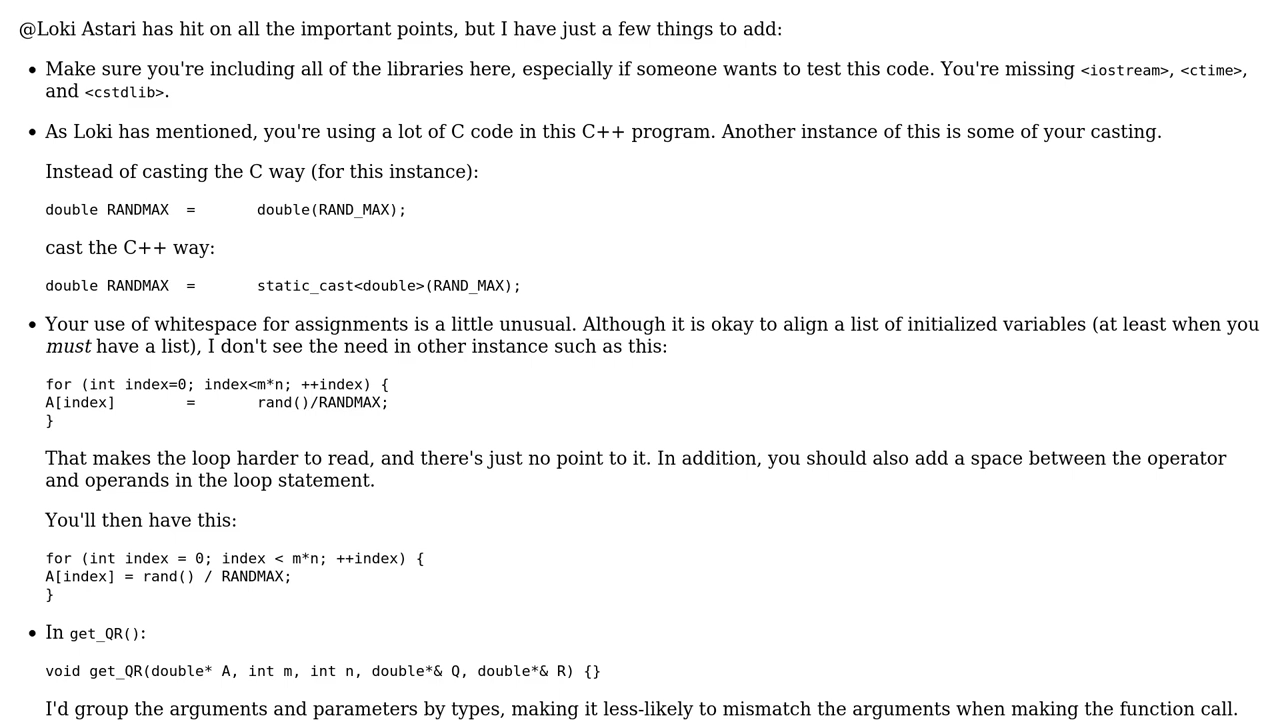 @Loki Astari has hit on all the important points, but I have just a few things to add:
• Make sure you're including all of the libraries here, especially if someone wants to test this code. You're missing <iostream>, <ctime>,
and <cstdlib>.
• As Loki has mentioned, you're using a lot of C code in this C++ program. Another instance of this is some of your casting.
Instead of casting the C way (for this instance):
double RANDMAX  =       double(RAND_MAX);
cast the C++ way:
double RANDMAX  =       static_cast<double>(RAND_MAX);
• Your use of whitespace for assignments is a little unusual. Although it is okay to align a list of initialized variables (at least when you
must have a list), I don't see the need in other instance such as this:
for (int index=0; index<m*n; ++index) {
A[index]        =       rand()/RANDMAX;
}
That makes the loop harder to read, and there's just no point to it. In addition, you should also add a space between the operator
and operands in the loop statement.
You'll then have this:
for (int index = 0; index < m*n; ++index) {
A[index] = rand() / RANDMAX;
}
• In get_QR():
void get_QR(double* A, int m, int n, double*& Q, double*& R) {}
I'd group the arguments and parameters by types, making it less-likely to mismatch the arguments when making the function call.